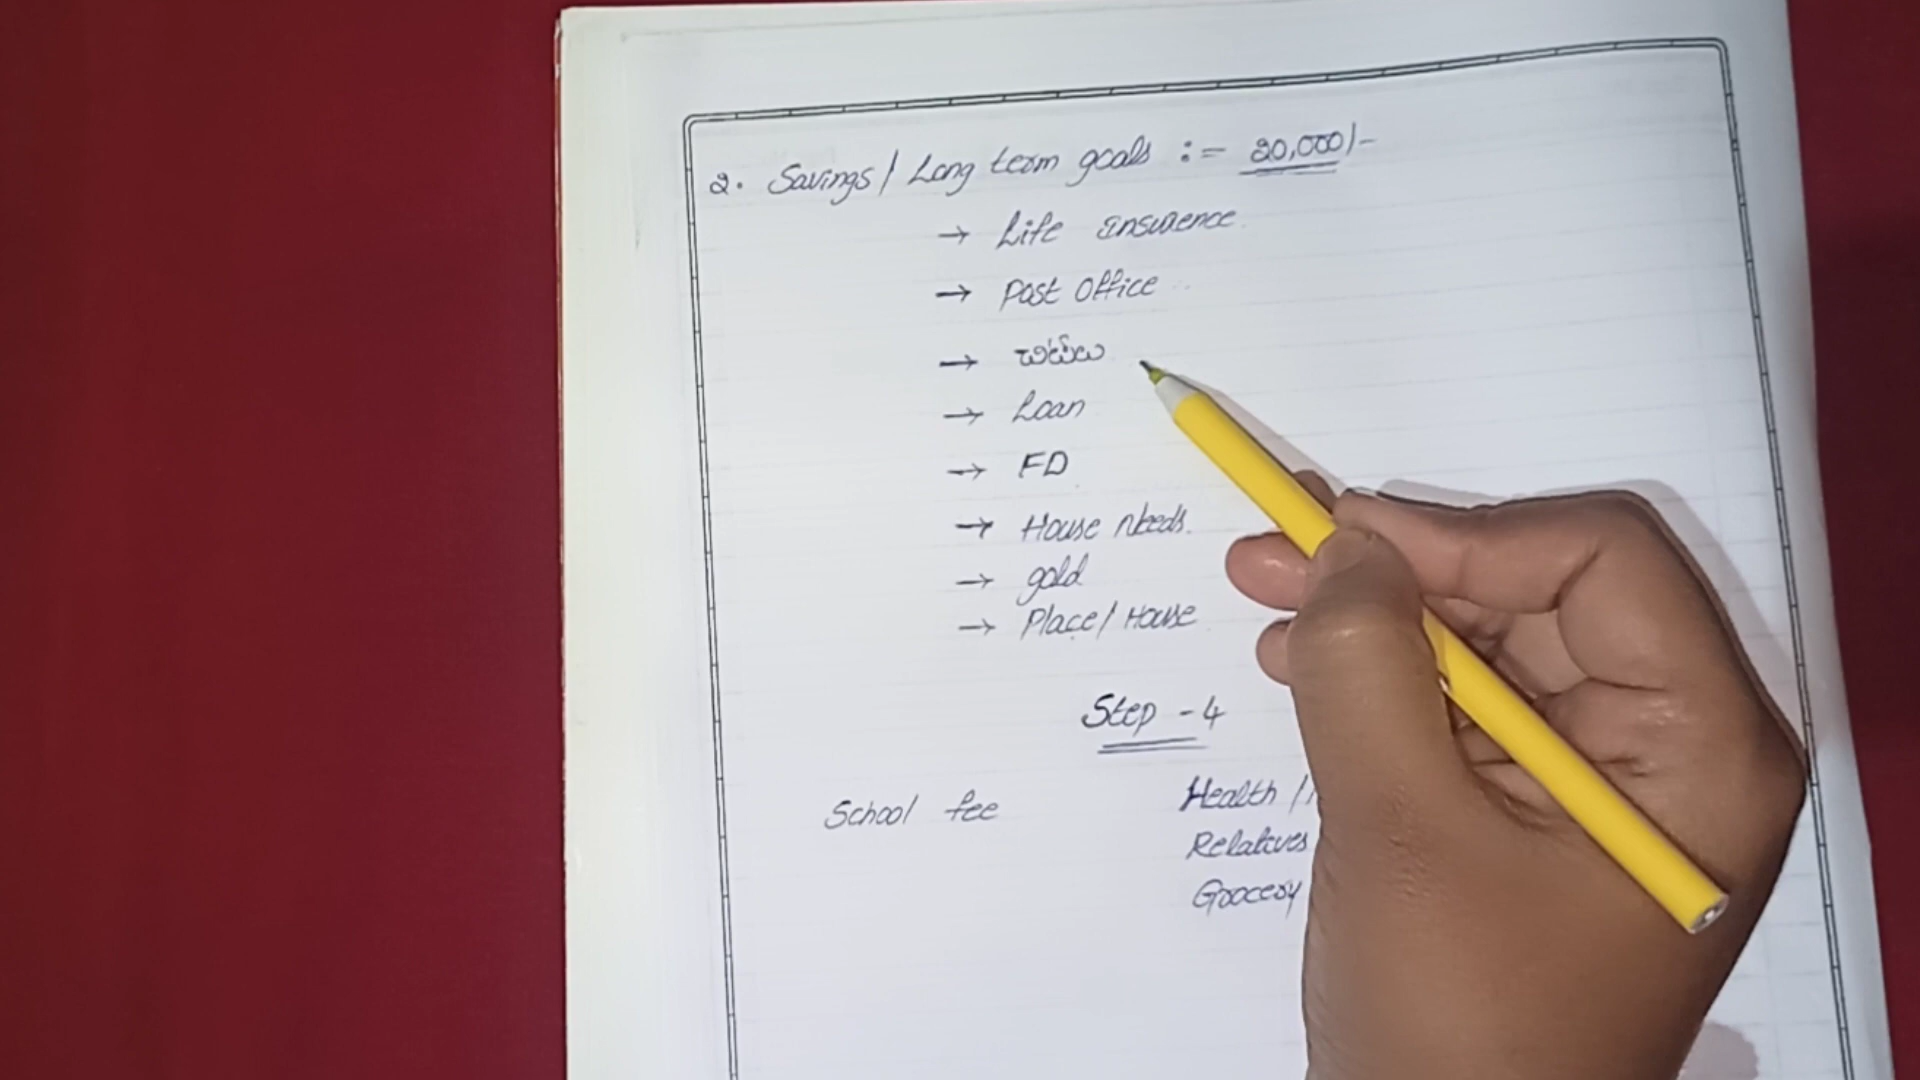 2. Savings / Long term goals :- 20,000/-
→ Life Insurence
→ Post Office
→
→ Loan
→ FD
→ House Needs.
→ gold
→ Place / House
Step - 4
School fee Health /
Relatives
Grocery